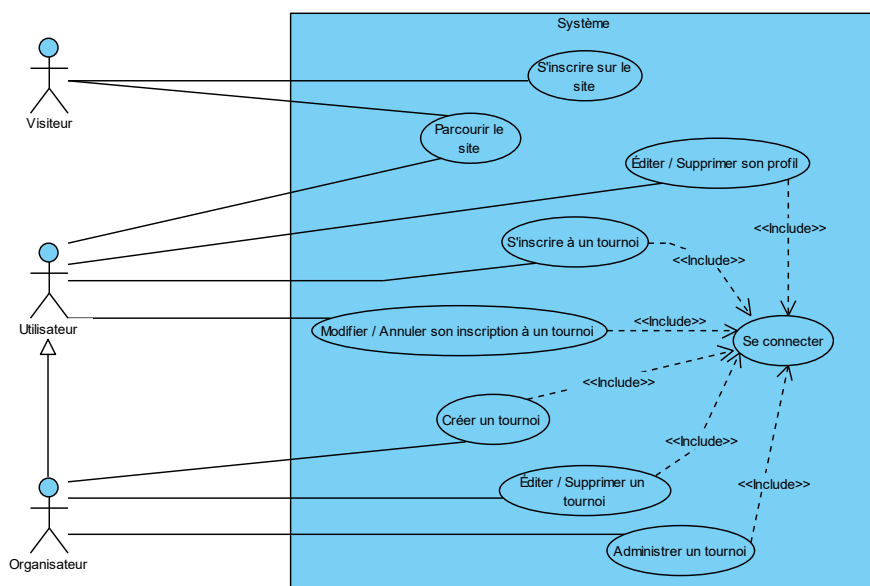 Système
Visiteur
S'inscrire sur le
site
Parcourir le
site
Éditer / Supprimer son profil
<<Include>>
S'inscrire à un tournoi
<<Include>>
Utilisateur
Modifier / Annuler son inscription à un tournoi
<<Include>>
Se connecter
<<Include>>
Créer un tournoi
<<Include>>
Éditer / Supprimer un
tournoi
<<Include>>
Organisateur
Administrer un tournoi